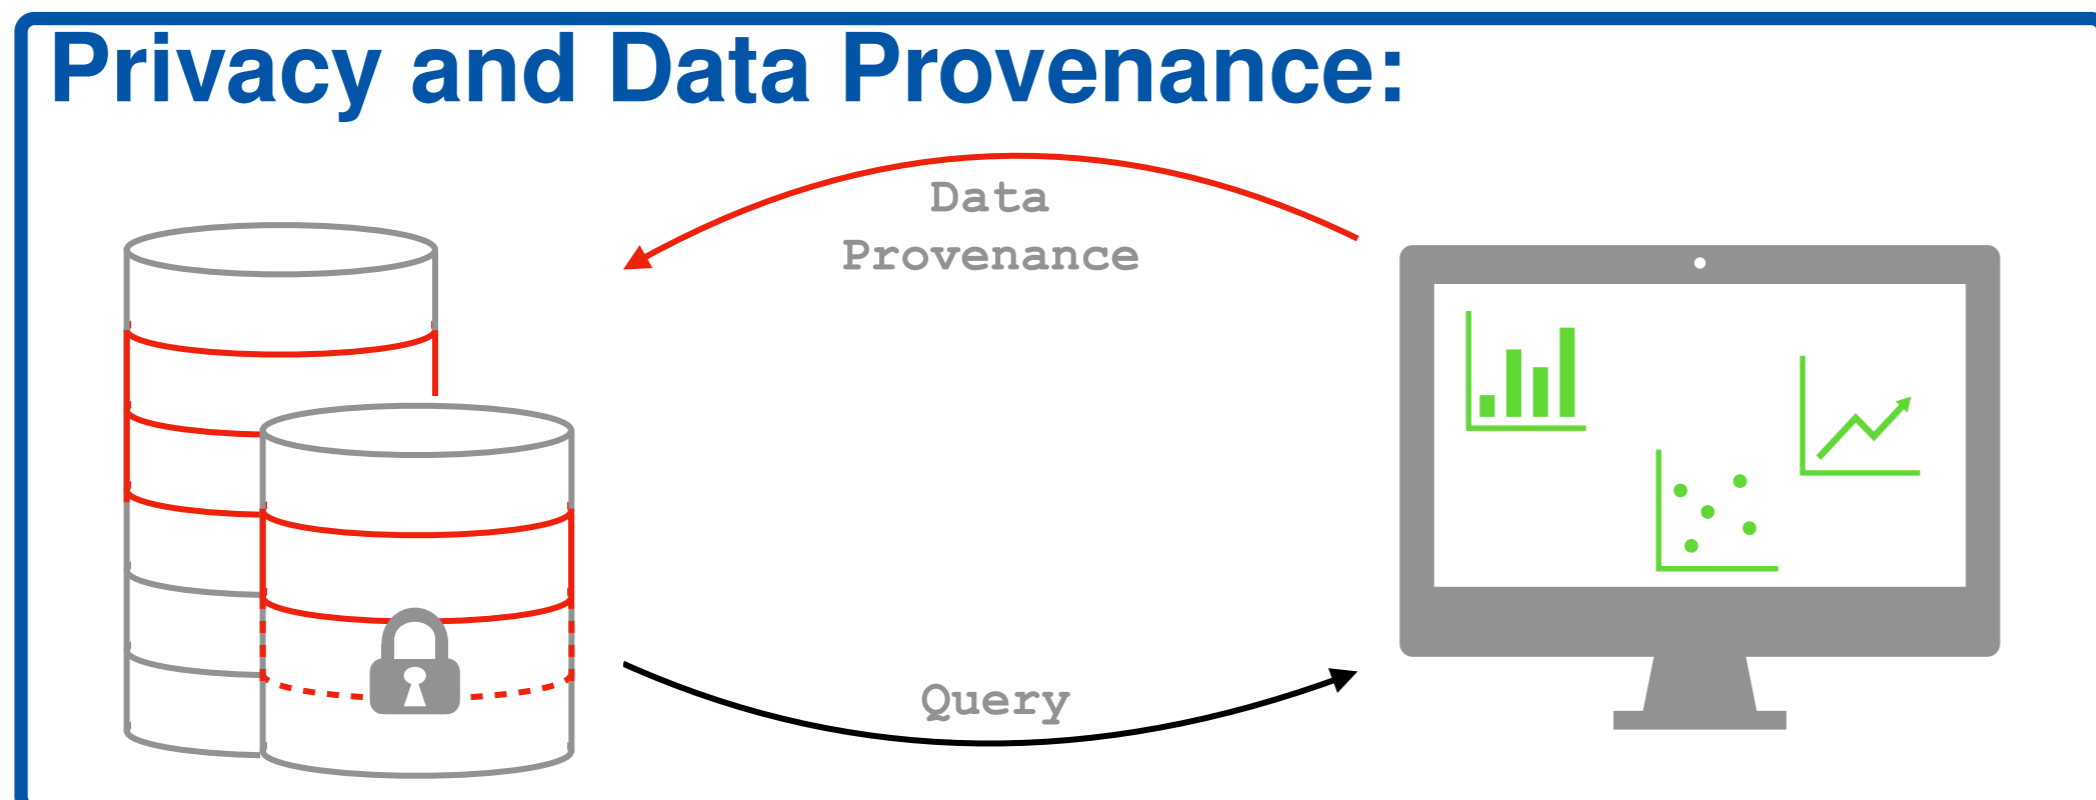 Privacy and Data Provenance:
Data
Provenance
Query